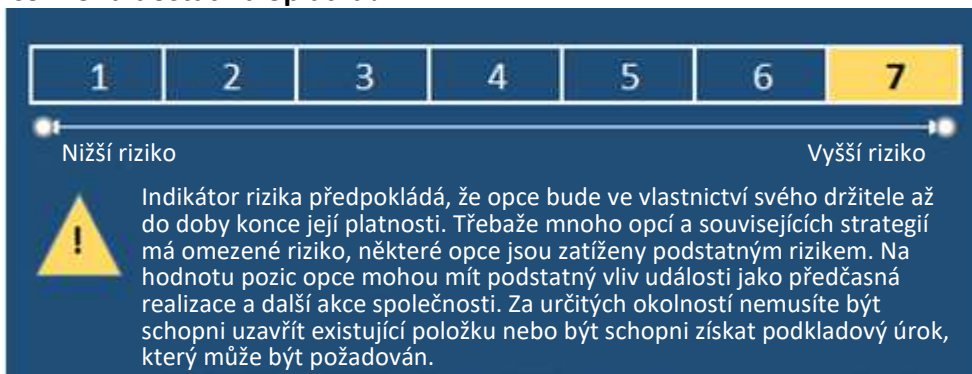 1 2 3 4 5 6 7
Nižší riziko Vyšší riziko
! Indikátor rizika předpokládá, že opce bude ve vlastnictví svého držitele až
do doby konce její platnosti. Třebaže mnoho opcí a souvisejících strategií
má omezené riziko, některé opce jsou zatíženy podstatným rizikem. Na
hodnotu pozic opce mohou mít podstatný vliv události jako předčasná
realizace a další akce společnosti. Za určitých okolností nemusíte být
schopni uzavřít existující položku nebo být schopni získat podkladový úrok,
který může být požadován.